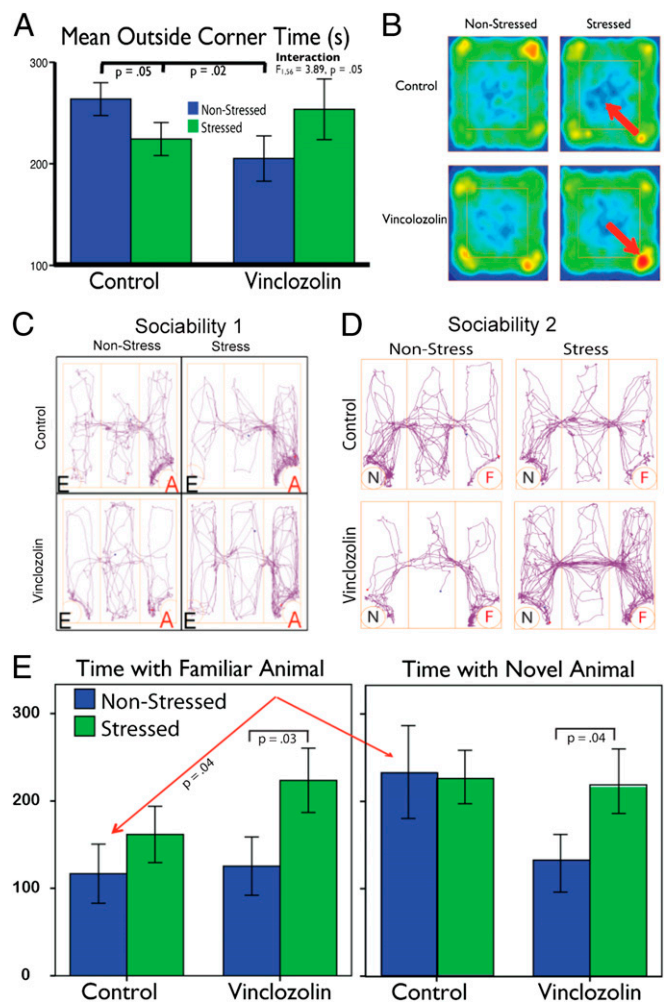 A
Mean Outside Corner Time (s)
Interaction
F1,56 = 3.89, p = .05
p = .05
p = .02
300
200
100
Non-Stressed
Stressed
Control
Vinclozolin
B
Non-Stressed
Stressed
Control
Vincolozolin
C
Sociability 1
Non-Stress
Stress
Control
Vinclozolin
E
A
E
A
E
A
E
A
D
Sociability 2
Non-Stress
Stress
Control
Vinclozolin
N
F
N
F
N
F
N
F
E
Time with Familiar Animal
Time with Novel Animal
Non-Stressed
Stressed
300
200
100
0
p = .04
p = .03
p = .04
Control
Vinclozolin
Control
Vinclozolin